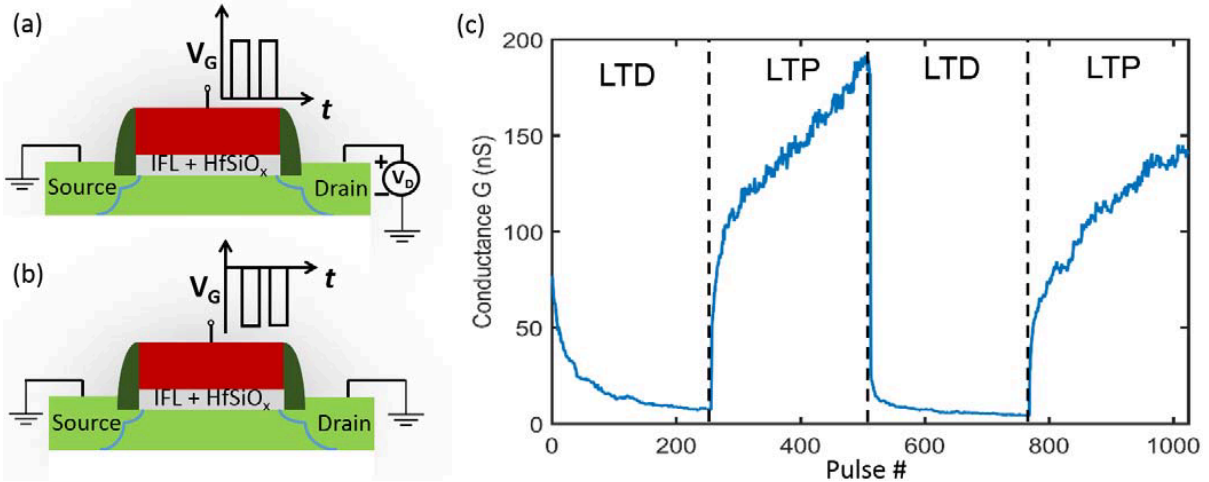 (a)
V_G
t
IFL + HfSiO_x
Source
Drain
+
V_D
-
(b)
V_G
t
IFL + HfSiO_x
Source
Drain
(c)
Conductance G (nS)
200
150
100
50
0
LTD LTP LTD LTP
0 200 400 600 800 1000
Pulse #